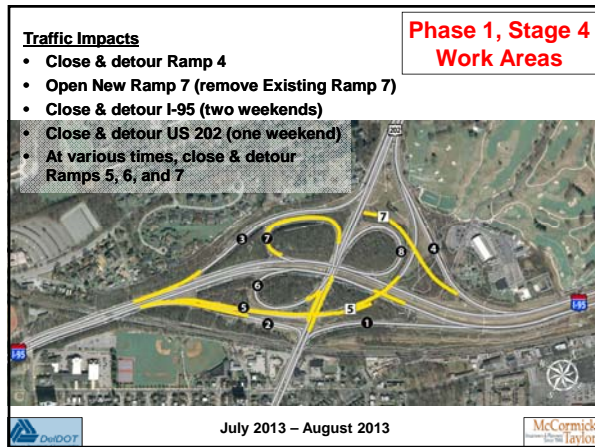 Phase 1, Stage 4
Work Areas
Traffic Impacts
• Close & detour Ramp 4
• Open New Ramp 7 (remove Existing Ramp 7)
• Close & detour I-95 (two weekends)
• Close & detour US 202 (one weekend)
• At various times, close & detour
Ramps 5, 6, and 7
202
7
3
7
8
4
6
5
5
2
1
I-95
I-95
DelDOT
July 2013 – August 2013
McCormick
Taylor